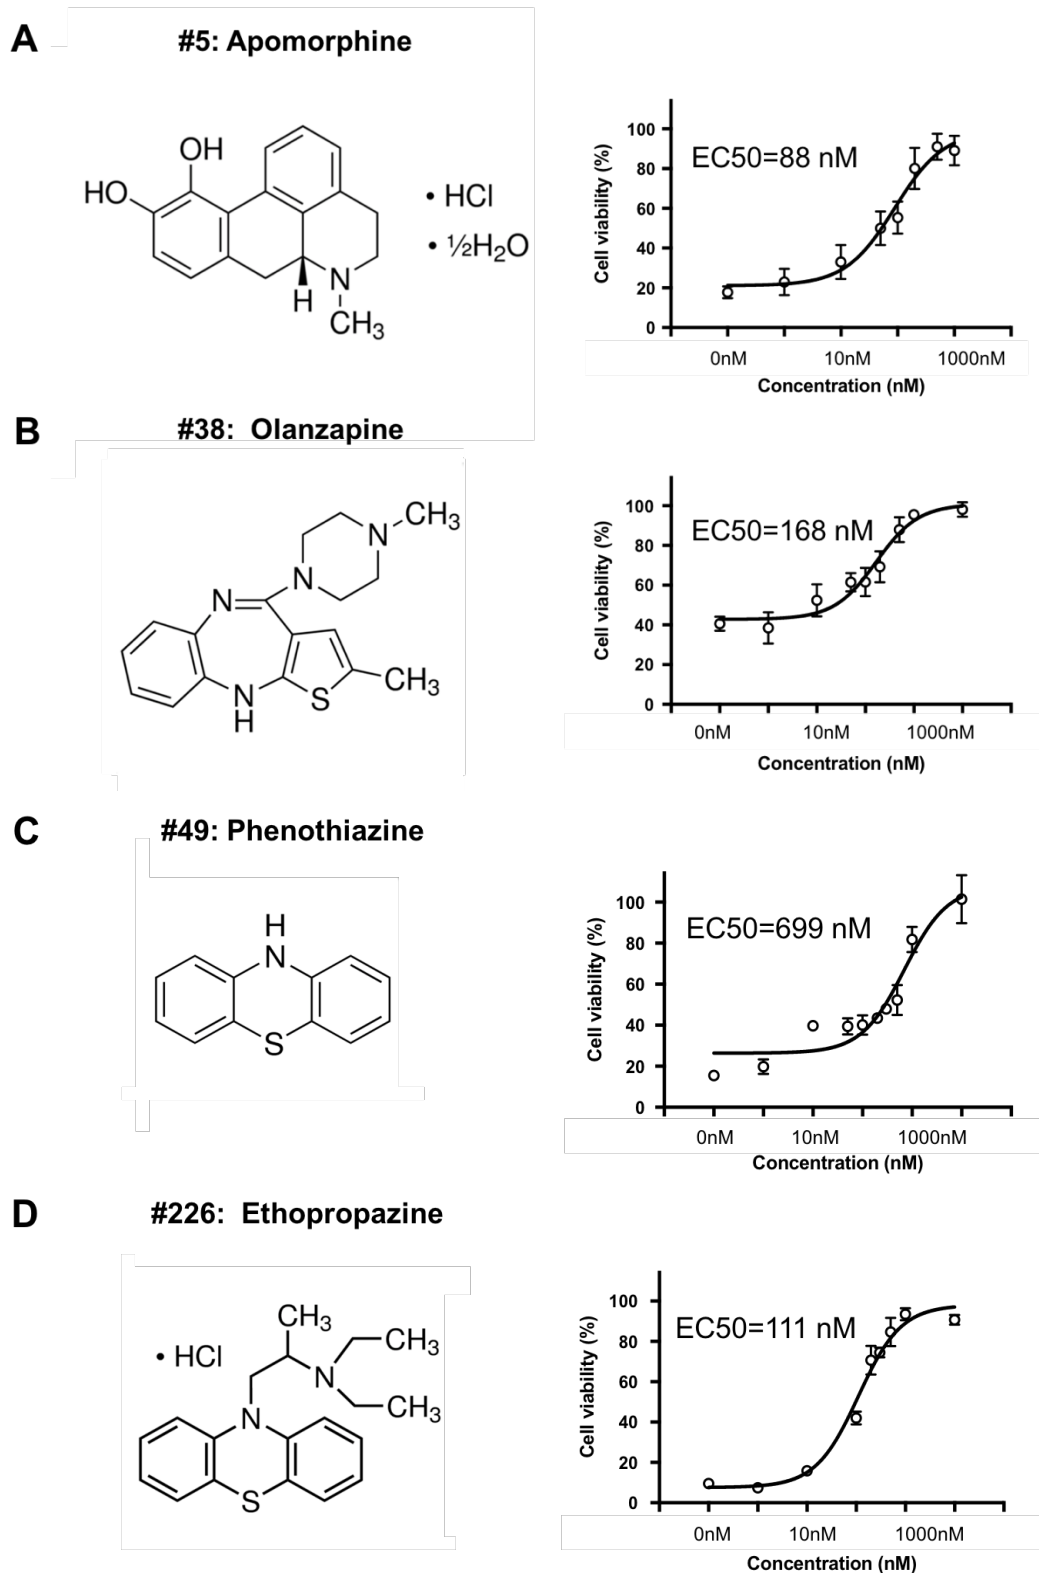 A
#5: Apomorphine
OH
HO
• HCl
• ½H₂O
N
H
CH₃
EC50=88 nM
Cell viability (%)
100
80
60
40
20
0
0nM 10nM 1000nM
Concentration (nM)
B
#38: Olanzapine
N
CH₃
N
N
N
H
S
CH₃
EC50=168 nM
Cell viability (%)
100
80
60
40
20
0
0nM 10nM 1000nM
Concentration (nM)
C
#49: Phenothiazine
H
N
S
EC50=699 nM
Cell viability (%)
100
80
60
40
20
0
0nM 10nM 1000nM
Concentration (nM)
D
#226: Ethopropazine
CH₃
• HCl
CH₃
N
CH₃
N
S
EC50=111 nM
Cell viability (%)
100
80
60
40
20
0
0nM 10nM 1000nM
Concentration (nM)